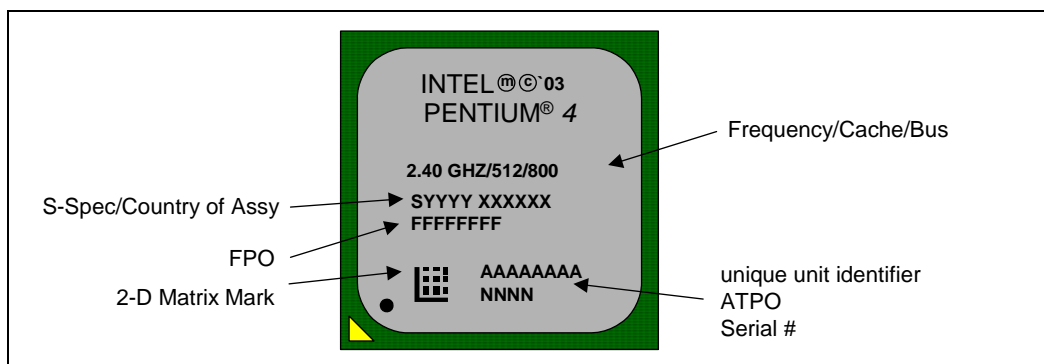 INTEL ⓜ©`03
PENTIUM® 4
2.40 GHZ/512/800
SYYYY XXXXXX
FFFFFFFF
AAAAAAAA
NNNN
Frequency/Cache/Bus
S-Spec/Country of Assy
FPO
2-D Matrix Mark
unique unit identifier
ATPO
Serial #